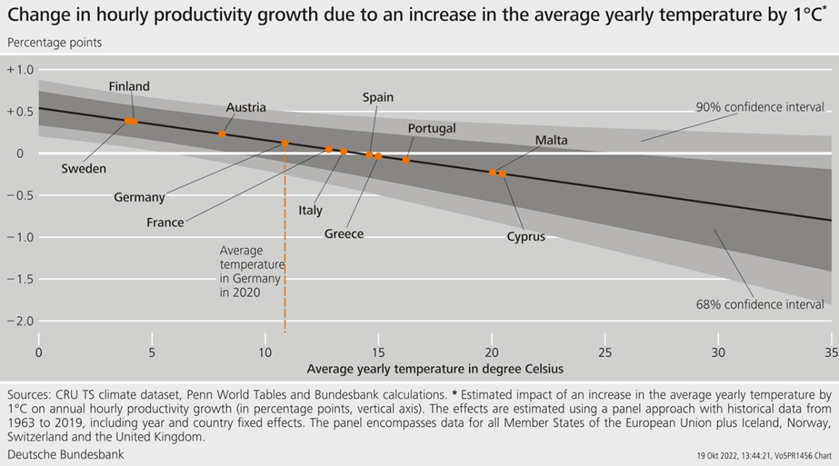 Change in hourly productivity growth due to an increase in the average yearly temperature by 1°C*
Percentage points
+1.0
+0.5
0
−0.5
−1.0
−1.5
−2.0
Finland
Austria
Spain
Portugal
Malta
90% confidence interval
Sweden
Germany
France
Italy
Greece
Cyprus
Average
temperature
in Germany
in 2020
68% confidence interval
0 5 10 15 20 25 30 35
Average yearly temperature in degree Celsius
Sources: CRU TS climate dataset, Penn World Tables and Bundesbank calculations. * Estimated impact of an increase in the average yearly temperature by
1°C on annual hourly productivity growth (in percentage points, vertical axis). The effects are estimated using a panel approach with historical data from
1963 to 2019, including year and country fixed effects. The panel encompasses data for all Member States of the European Union plus Iceland, Norway,
Switzerland and the United Kingdom.
Deutsche Bundesbank
19 Okt 2022, 13:44:21, VoSPR1456.Chart